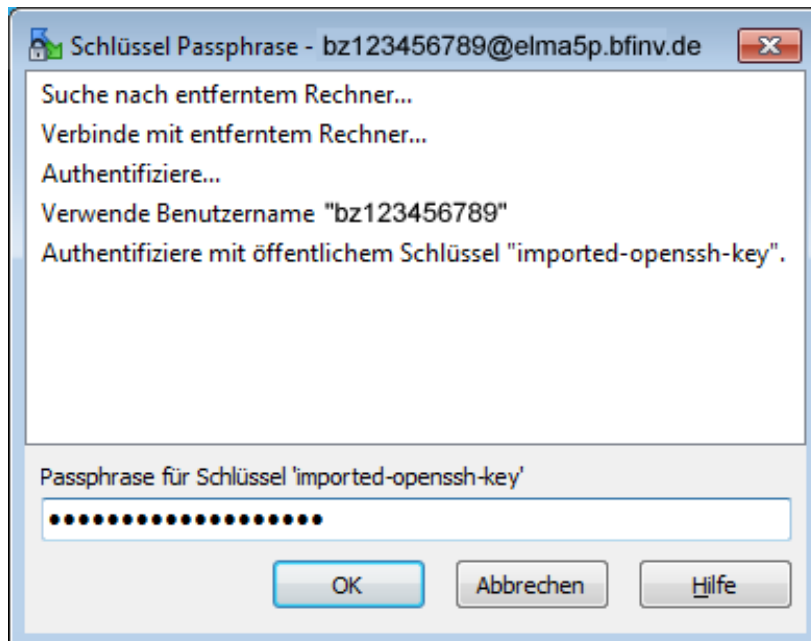 Schlüssel Passphrase - bz123456789@elma5p.bfinv.de
Suche nach entferntem Rechner...
Verbinde mit entferntem Rechner...
Authentifiziere...
Verwende Benutzername "bz123456789"
Authentifiziere mit öffentlichem Schlüssel "imported-openssh-key".
Passphrase für Schlüssel 'imported-openssh-key'
•••••••••••••••••••
OK Abbrechen Hilfe